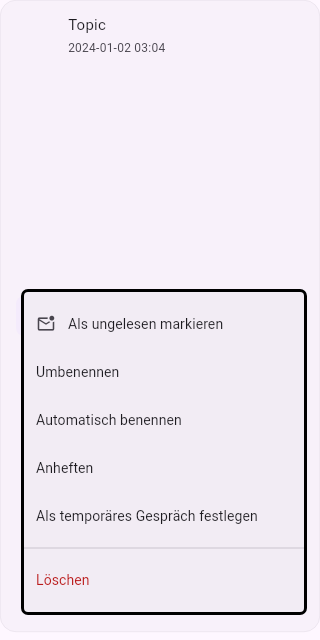 Topic
2024-01-02 03:04
Als ungelesen markieren
Umbenennen
Automatisch benennen
Anheften
Als temporäres Gespräch festlegen
Löschen